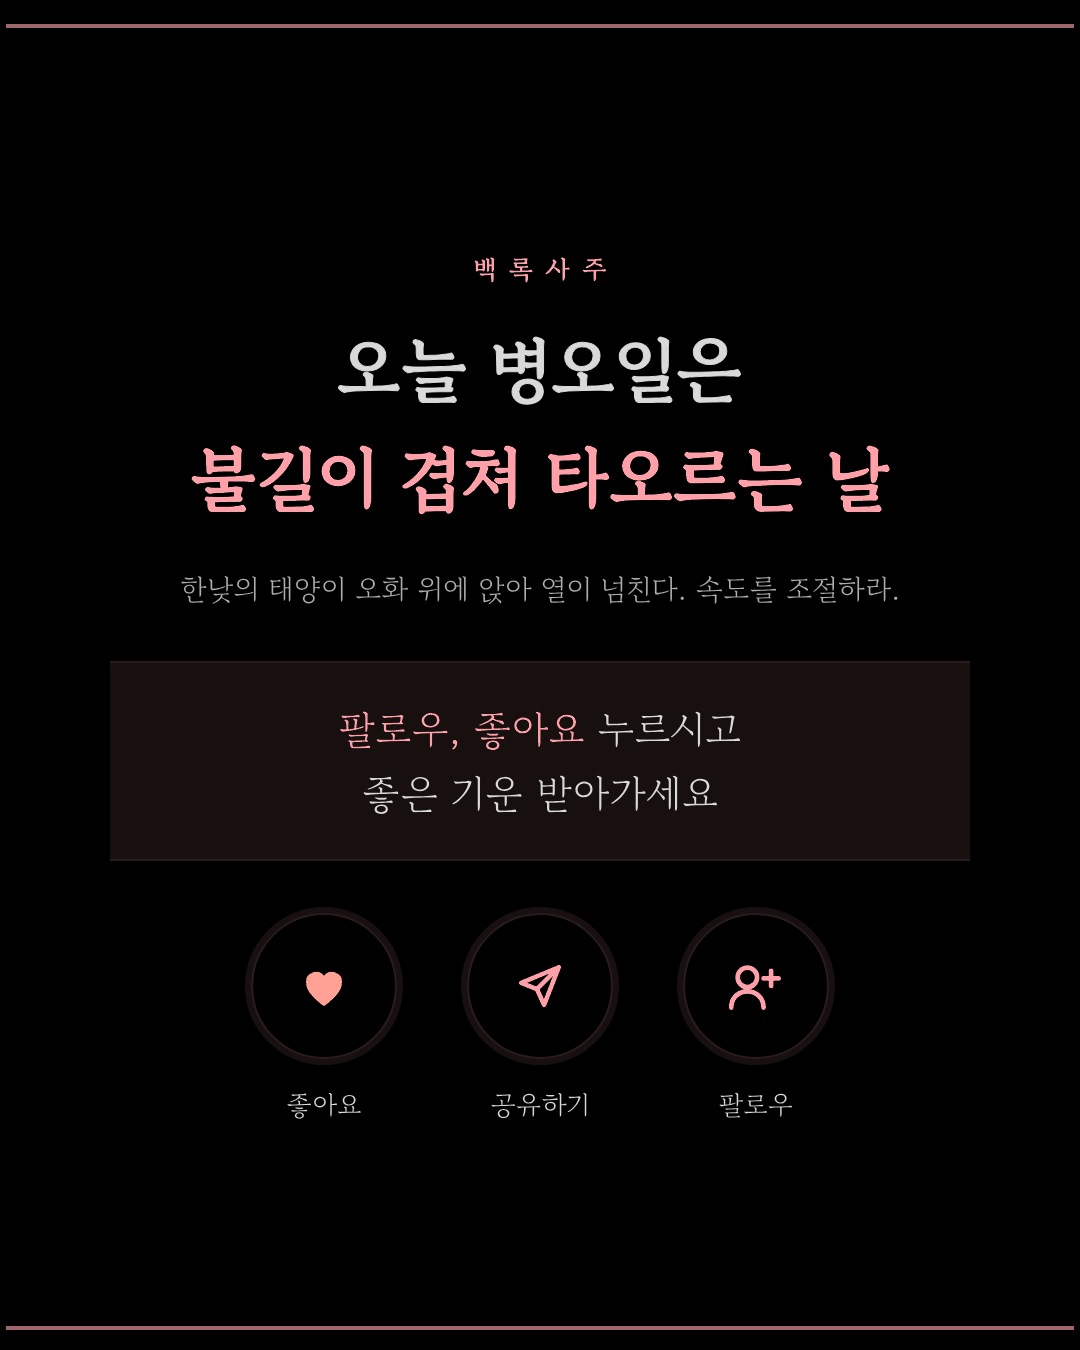 백록사주
오늘 병오일은
불길이 겹쳐 타오르는 날
한낮의 태양이 오화 위에 앉아 열이 넘친다. 속도를 조절하라.
팔로우, 좋아요 누르시고
좋은 기운 받아가세요
좋아요 공유하기 팔로우